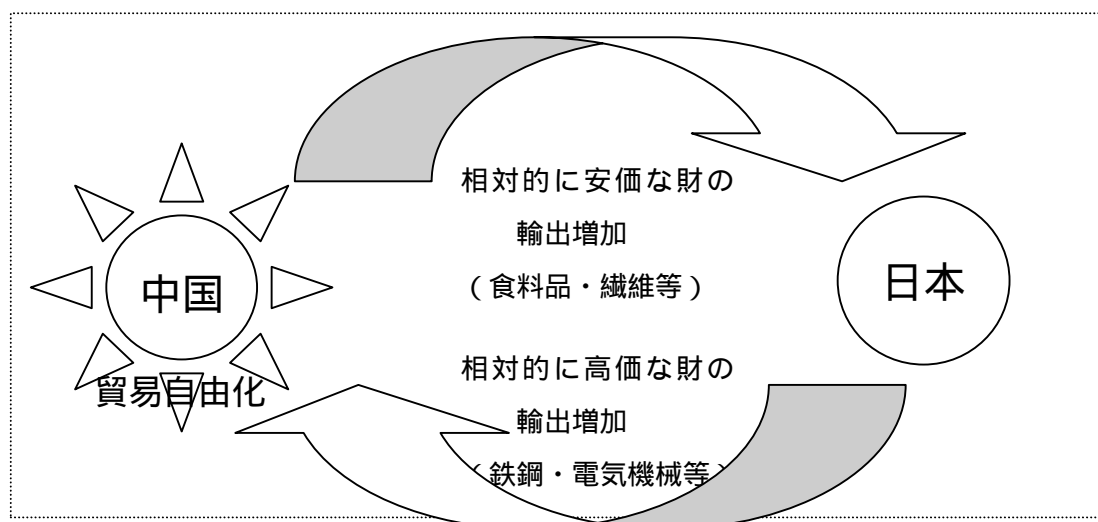 相対的に安価な財の
輸出増加
（食料品・繊維等）
中国
日本
貿易自由化
相対的に高価な財の
輸出増加
（鉄鋼・電気機械等）